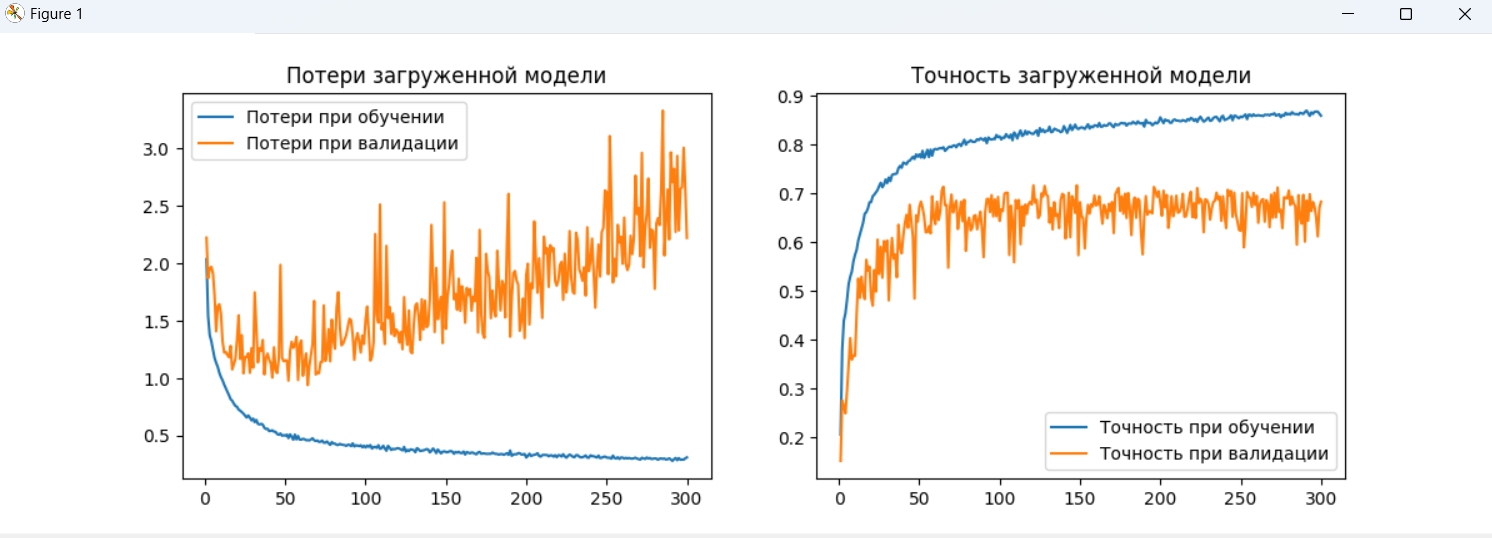 Figure 1
Потери загруженной модели
Потери при обучении
Потери при валидации
3.0
2.5
2.0
1.5
1.0
0.5
0 50 100 150 200 250 300
Точность загруженной модели
0.9
0.8
0.7
0.6
0.5
0.4
0.3
0.2
Точность при обучении
Точность при валидации
0 50 100 150 200 250 300